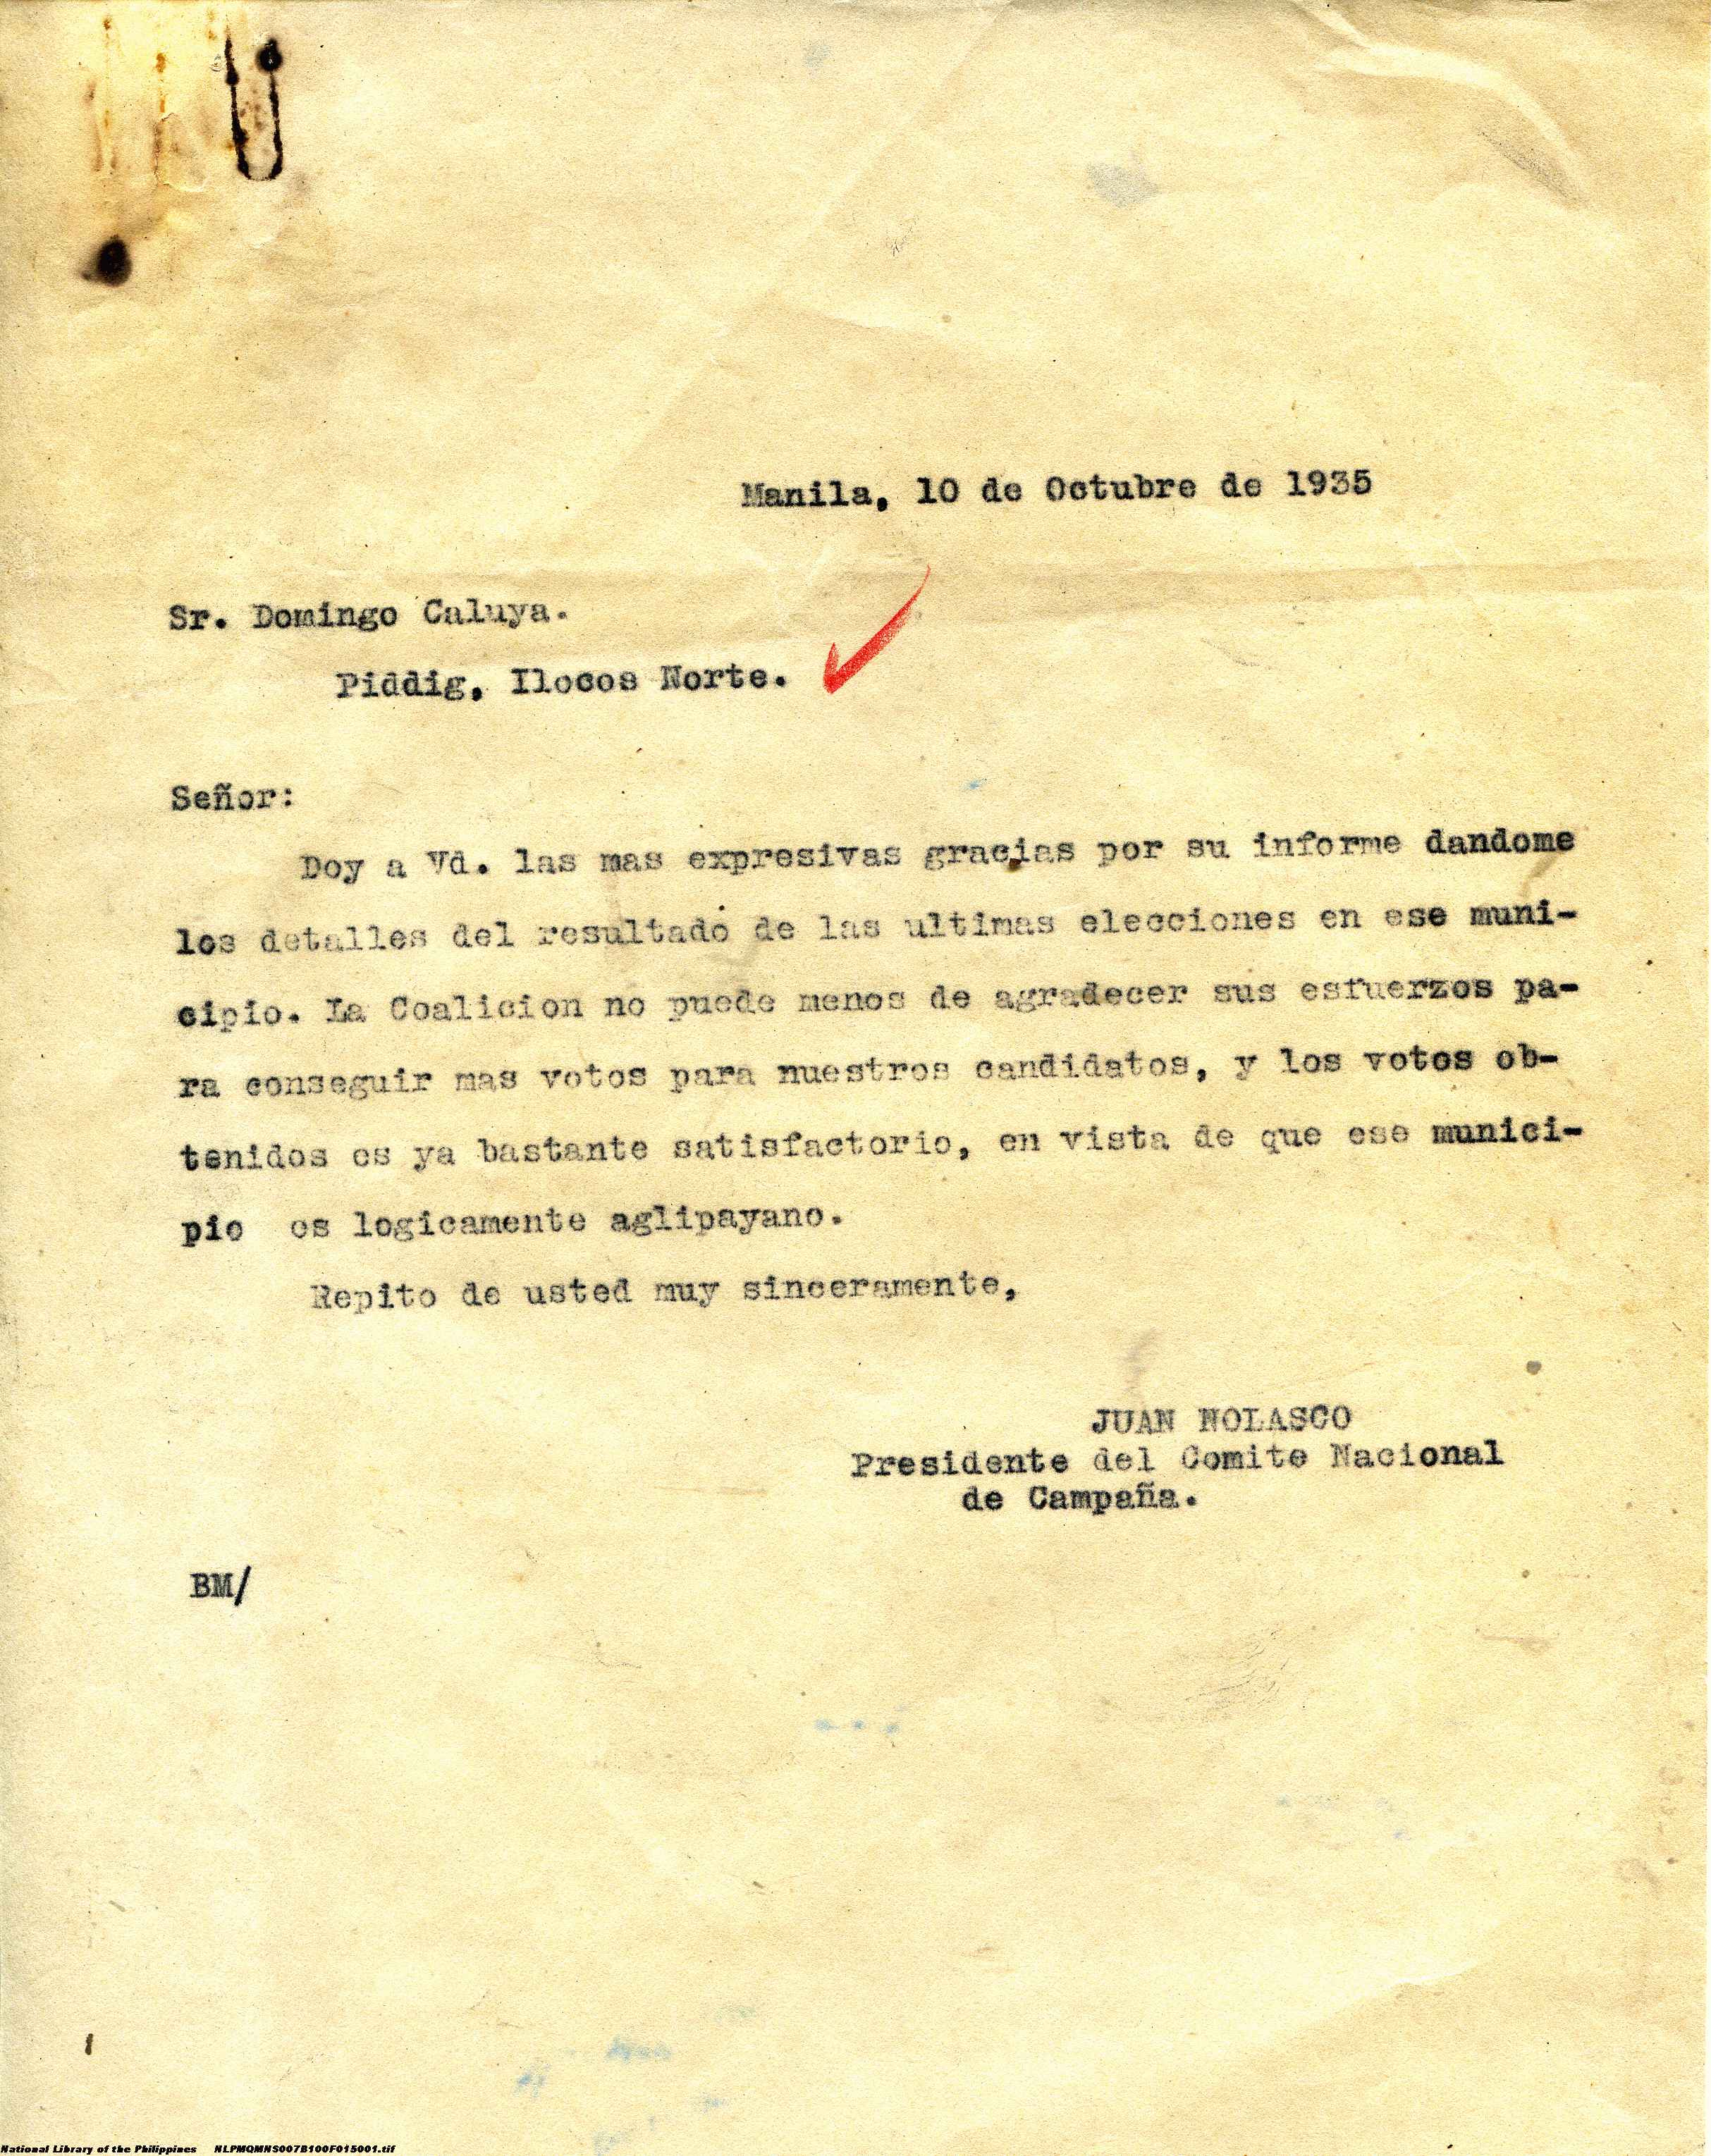 Manila, 10 de Octubre de 1935
Sr. Domingo Caluya.
Piddig, Ilocos Norte.
Señor:
Doy a Vd. las mas expresivas gracias por su informe dandome
los detalles del resultado de las ultimas elecciones en ese muni-
cipio. La Coalicion no puede menos de agradecer sus esfuerzos pa-
ra conseguir mas votos para nuestros candidatos, y los votos ob-
tenidos es ya bastante satisfactorio, en vista de que ese munici-
pio es logicamente aglipayano.
Repito de usted muy sinceramente,
JUAN NOLASCO
Presidente del Comite Nacional
de Campaña.
BM/
National Library of the Philippines NLPMQMNS007B100F015001.tif